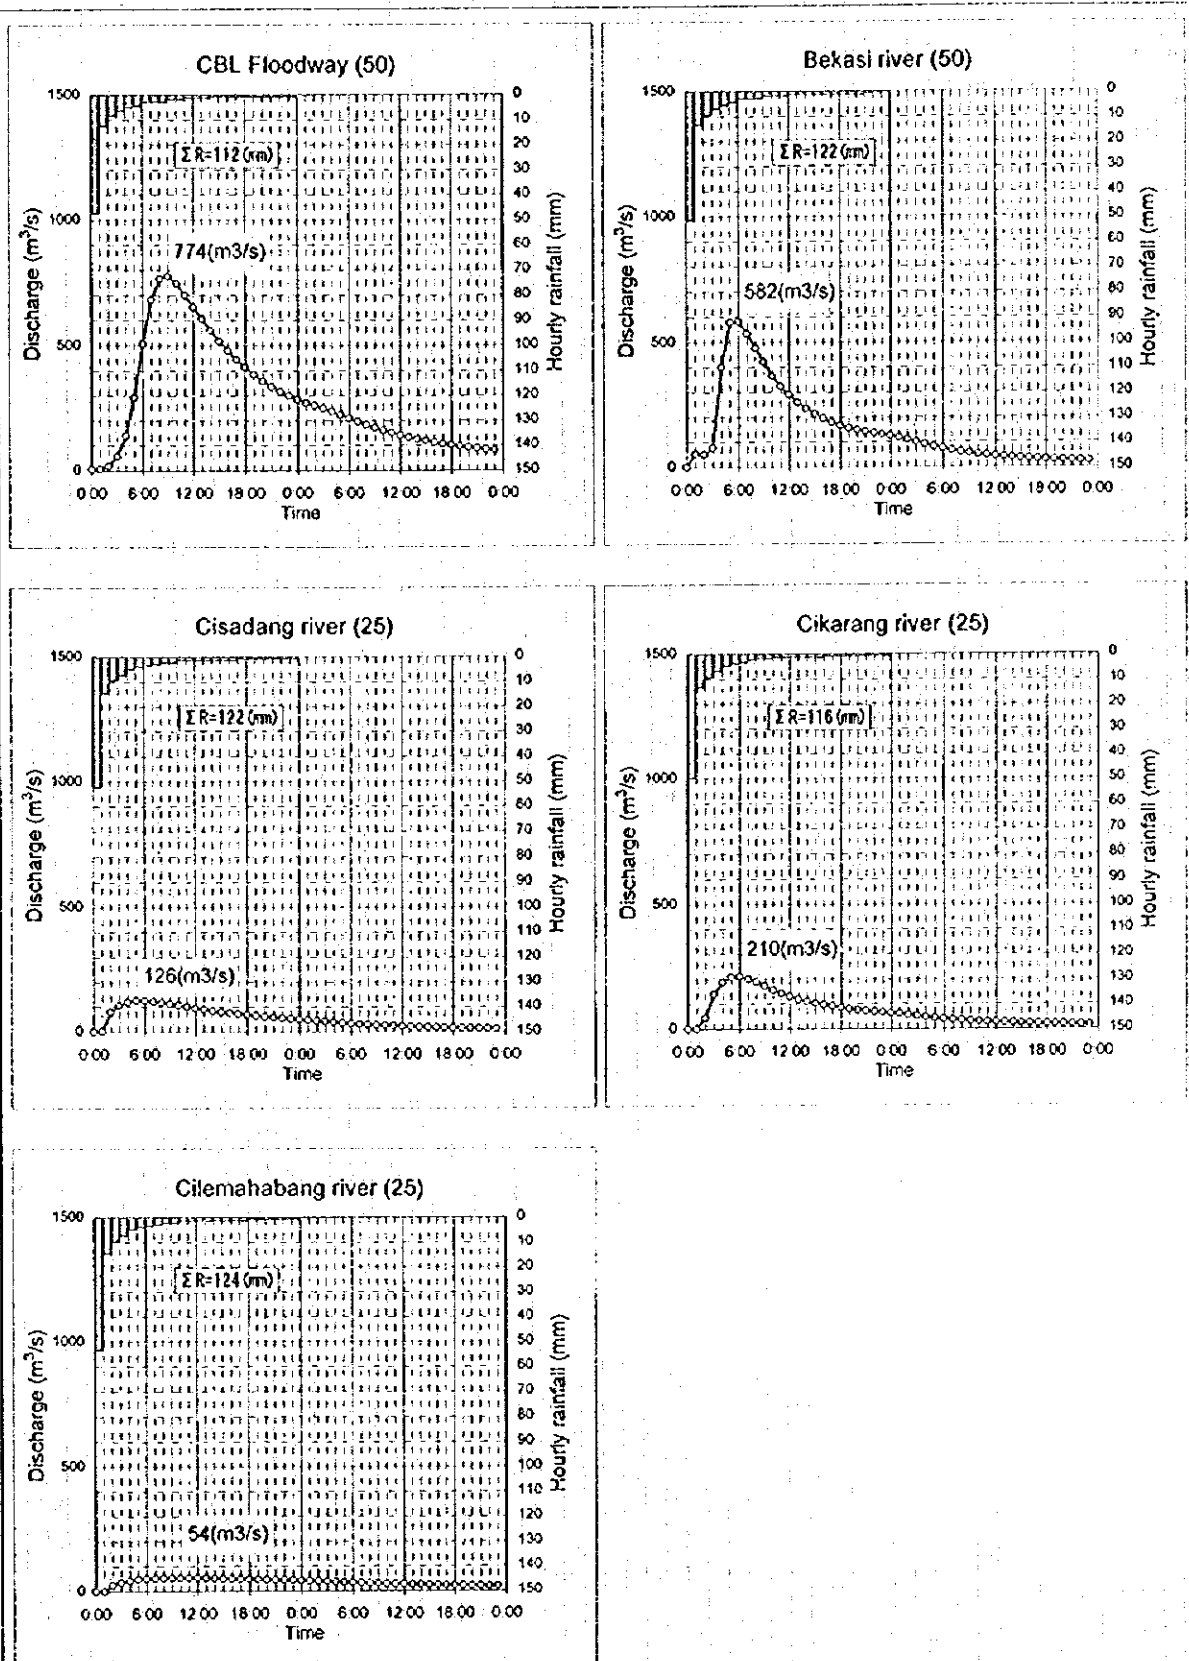 CBL Floodway (50)
1500
1000
500
0
Discharge (m³/s)
ΣR=112(mm)
774(m3/s)
0
10
20
30
40
50
60
70
80
90
100
110
120
130
140
150
Hourly rainfall (mm)
0:00 6:00 12:00 18:00 0:00 6:00 12:00 18:00 0:00
Time
Bekasi river (50)
1500
1000
500
0
Discharge (m³/s)
ΣR=122(mm)
582(m3/s)
0
10
20
30
40
50
60
70
80
90
100
110
120
130
140
150
Hourly rainfall (mm)
0:00 6:00 12:00 18:00 0:00 6:00 12:00 18:00 0:00
Time
Cisadang river (25)
1500
1000
500
0
Discharge (m³/s)
ΣR=122(mm)
126(m3/s)
0
10
20
30
40
50
60
70
80
90
100
110
120
130
140
150
Hourly rainfall (mm)
0:00 6:00 12:00 18:00 0:00 6:00 12:00 18:00 0:00
Time
Cikarang river (25)
1500
1000
500
0
Discharge (m³/s)
ΣR=116(mm)
210(m3/s)
0
10
20
30
40
50
60
70
80
90
100
110
120
130
140
150
Hourly rainfall (mm)
0:00 6:00 12:00 18:00 0:00 6:00 12:00 18:00 0:00
Time
Cilemahabang river (25)
1500
1000
500
0
Discharge (m³/s)
ΣR=124(mm)
54(m3/s)
0
10
20
30
40
50
60
70
80
90
100
110
120
130
140
150
Hourly rainfall (mm)
0:00 6:00 12:00 18:00 0:00 6:00 12:00 18:00 0:00
Time